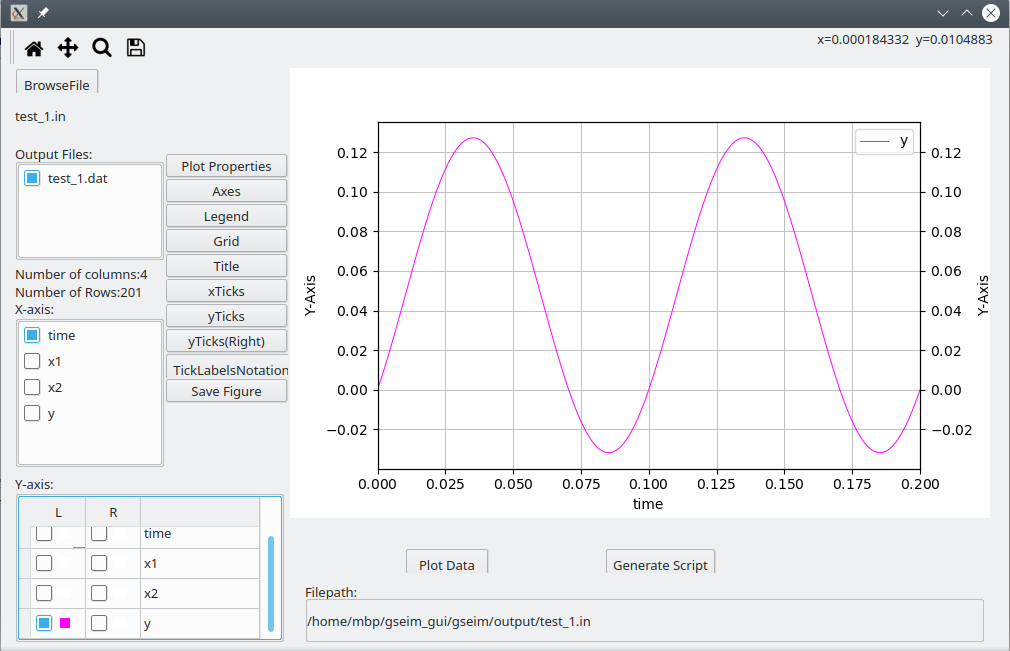 x=0.000184332 y=0.0104883
BrowseFile
test_1.in
Output Files:
test_1.dat
Number of columns:4
Number of Rows:201
X-axis:
time
x1
x2
y
Plot Properties
Axes
Legend
Grid
Title
xTicks
yTicks
yTicks(Right)
TickLabelsNotation
Save Figure
Y-axis:
L R
time
x1
x2
y
y
Y-Axis
0.12
0.10
0.08
0.06
0.04
0.02
0.00
−0.02
0.12
0.10
0.08
0.06
0.04
0.02
0.00
−0.02
Y-Axis
0.000 0.025 0.050 0.075 0.100 0.125 0.150 0.175 0.200
time
Plot Data
Generate Script
Filepath:
/home/mbp/gseim_gui/gseim/output/test_1.in